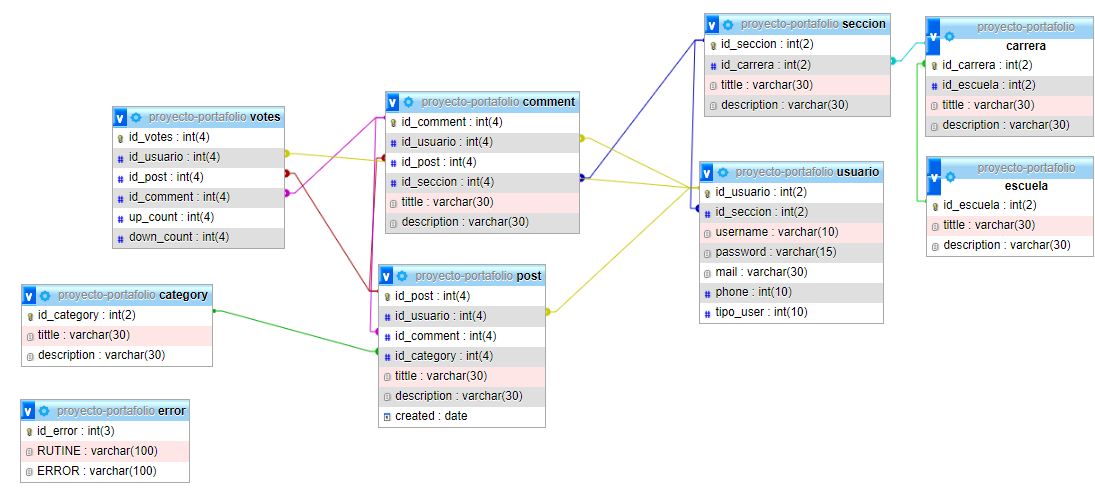 proyecto-portafolio votes
id_votes : int(4)
id_usuario : int(4)
id_post : int(4)
id_comment : int(4)
up_count : int(4)
down_count : int(4)
proyecto-portafolio comment
id_comment : int(4)
id_usuario : int(4)
id_post : int(4)
id_seccion : int(4)
tittle : varchar(30)
description : varchar(30)
proyecto-portafolio seccion
id_seccion : int(2)
id_carrera : int(2)
tittle : varchar(30)
description : varchar(30)
proyecto-portafolio
carrera
id_carrera : int(2)
id_escuela : int(2)
tittle : varchar(30)
description : varchar(30)
proyecto-portafolio usuario
id_usuario : int(2)
id_seccion : int(2)
username : varchar(10)
password : varchar(15)
mail : varchar(30)
phone : int(10)
tipo_user : int(10)
proyecto-portafolio
escuela
id_escuela : int(2)
tittle : varchar(30)
description : varchar(30)
proyecto-portafolio category
id_category : int(2)
tittle : varchar(30)
description : varchar(30)
proyecto-portafolio post
id_post : int(4)
id_usuario : int(4)
id_comment : int(4)
id_category : int(4)
tittle : varchar(30)
description : varchar(30)
created : date
proyecto-portafolio error
id_error : int(3)
RUTINE : varchar(100)
ERROR : varchar(100)